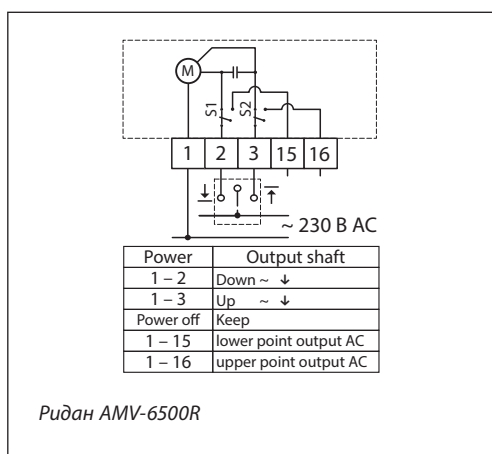 M
S1
S2
1 2 3 15 16
~ 230 В AC
Power Output shaft
1 – 2 Down ~ ↓
1 – 3 Up ~ ↓
Power off Keep
1 – 15 lower point output AC
1 – 16 upper point output AC
Ридан AMV-6500R